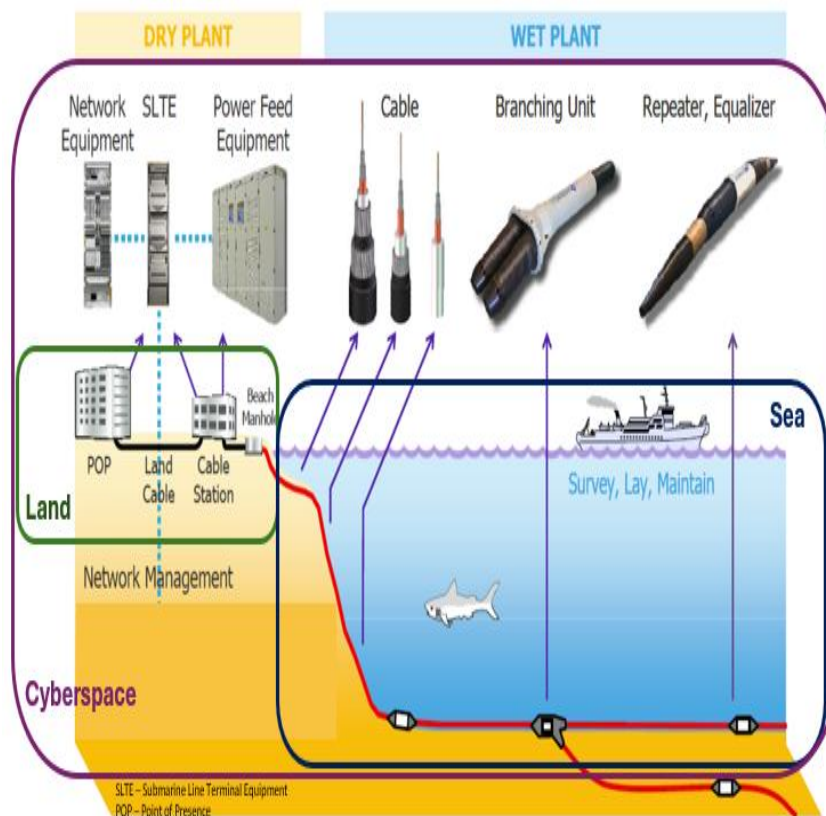 DRY PLANT
WET PLANT
Network
Equipment
SLTE
Power Feed
Equipment
Cable
Branching Unit
Repeater, Equalizer
Beach
Manhole
Sea
POP
Land
Cable
Cable
Station
Survey, Lay, Maintain
Land
Network Management
Cyberspace
SLTE – Submarine Line Terminal Equipment
POP – Point of Presence